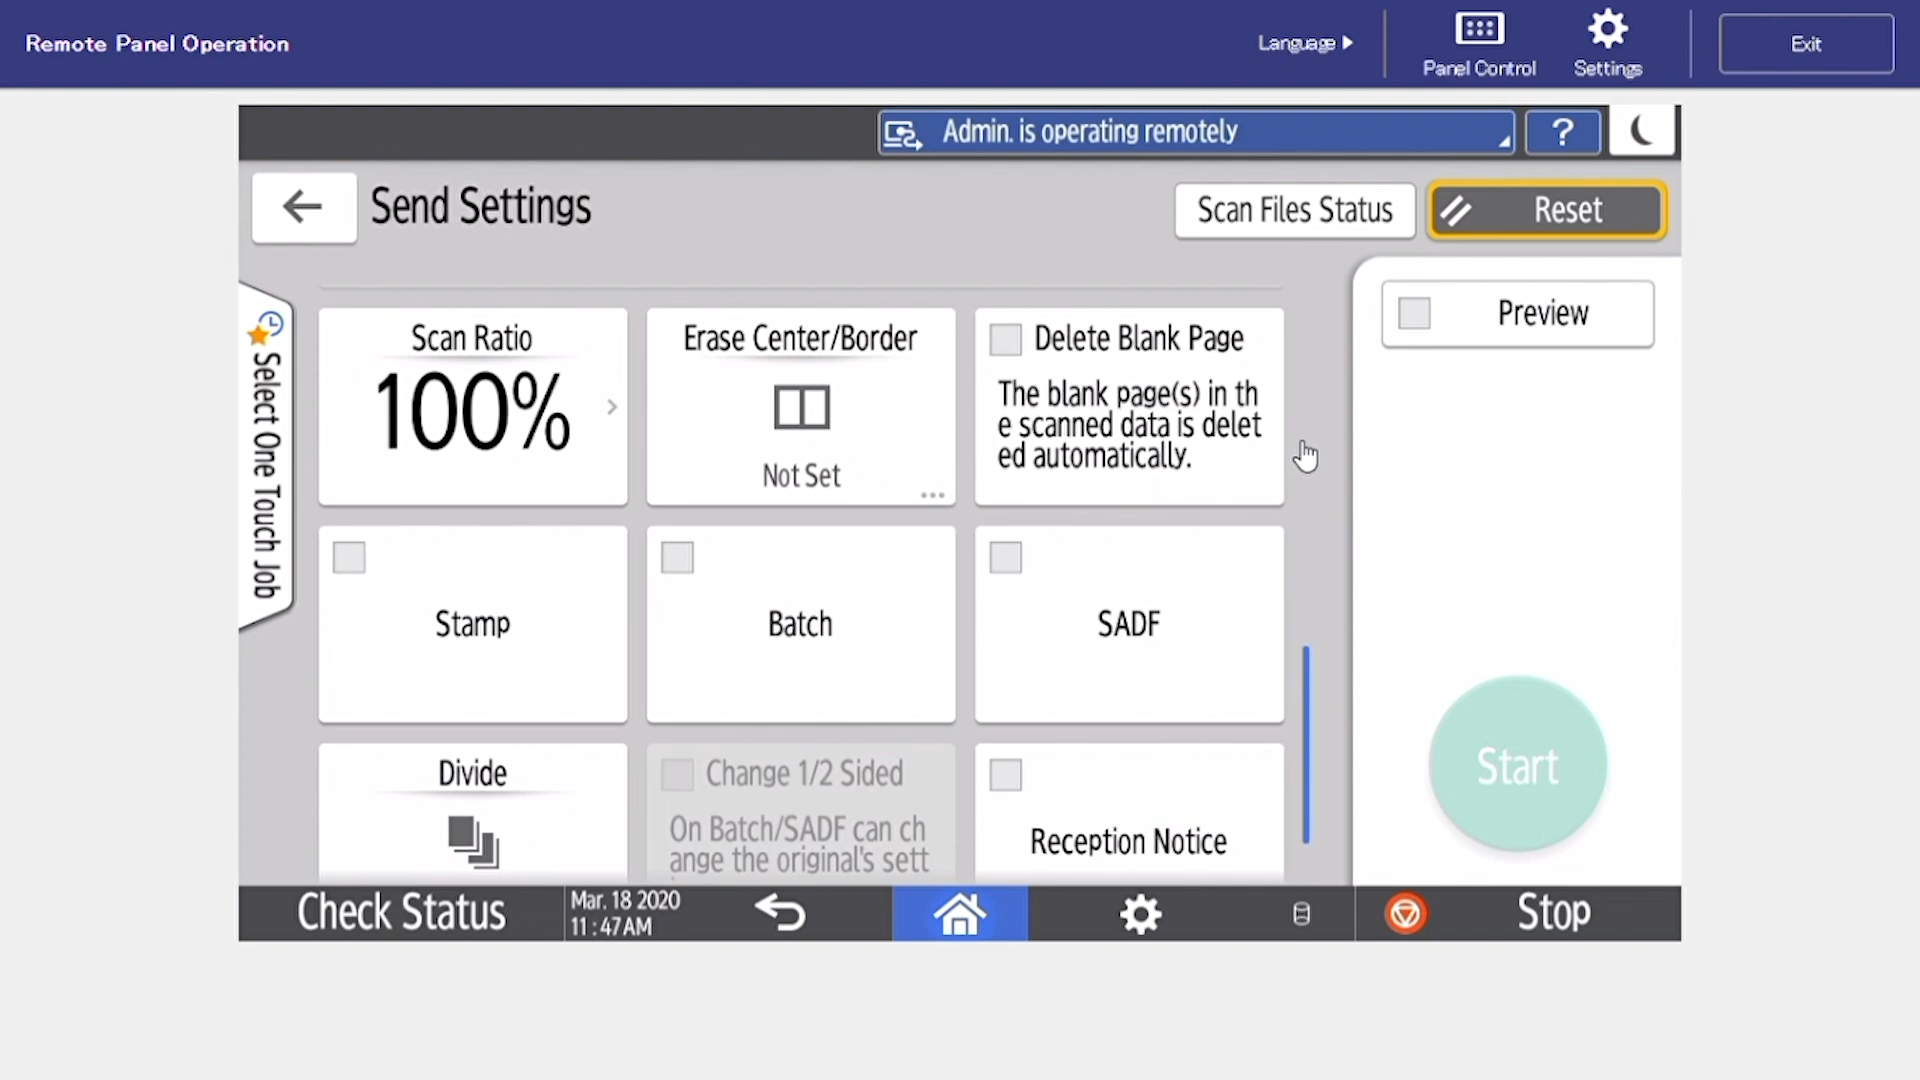 Remote Panel Operation
Language
Panel Control
Settings
Exit
Admin. is operating remotely
?
Send Settings
Scan Files Status
Reset
Select One Touch Job
Scan Ratio
100%
Erase Center/Border
Not Set
Delete Blank Page
The blank page(s) in th
e scanned data is delet
ed automatically.
Preview
Stamp
Batch
SADF
Divide
Change 1/2 Sided
On Batch/SADF can ch
ange the original's sett
Reception Notice
Start
Check Status
Mar. 18 2020
11:47AM
Stop